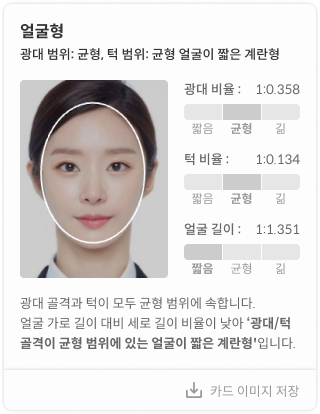 얼굴형
광대 범위: 균형, 턱 범위: 균형 얼굴이 짧은 계란형
광대 비율 : 1:0.358
짧음 균형 긺
턱 비율 : 1:0.134
짧음 균형 긺
얼굴 길이 : 1:1.351
짧음 균형 긺
광대 골격과 턱이 모두 균형 범위에 속합니다.
얼굴 가로 길이 대비 세로 길이 비율이 낮아 '광대/턱
골격이 균형 범위에 있는 얼굴이 짧은 계란형'입니다.
카드 이미지 저장